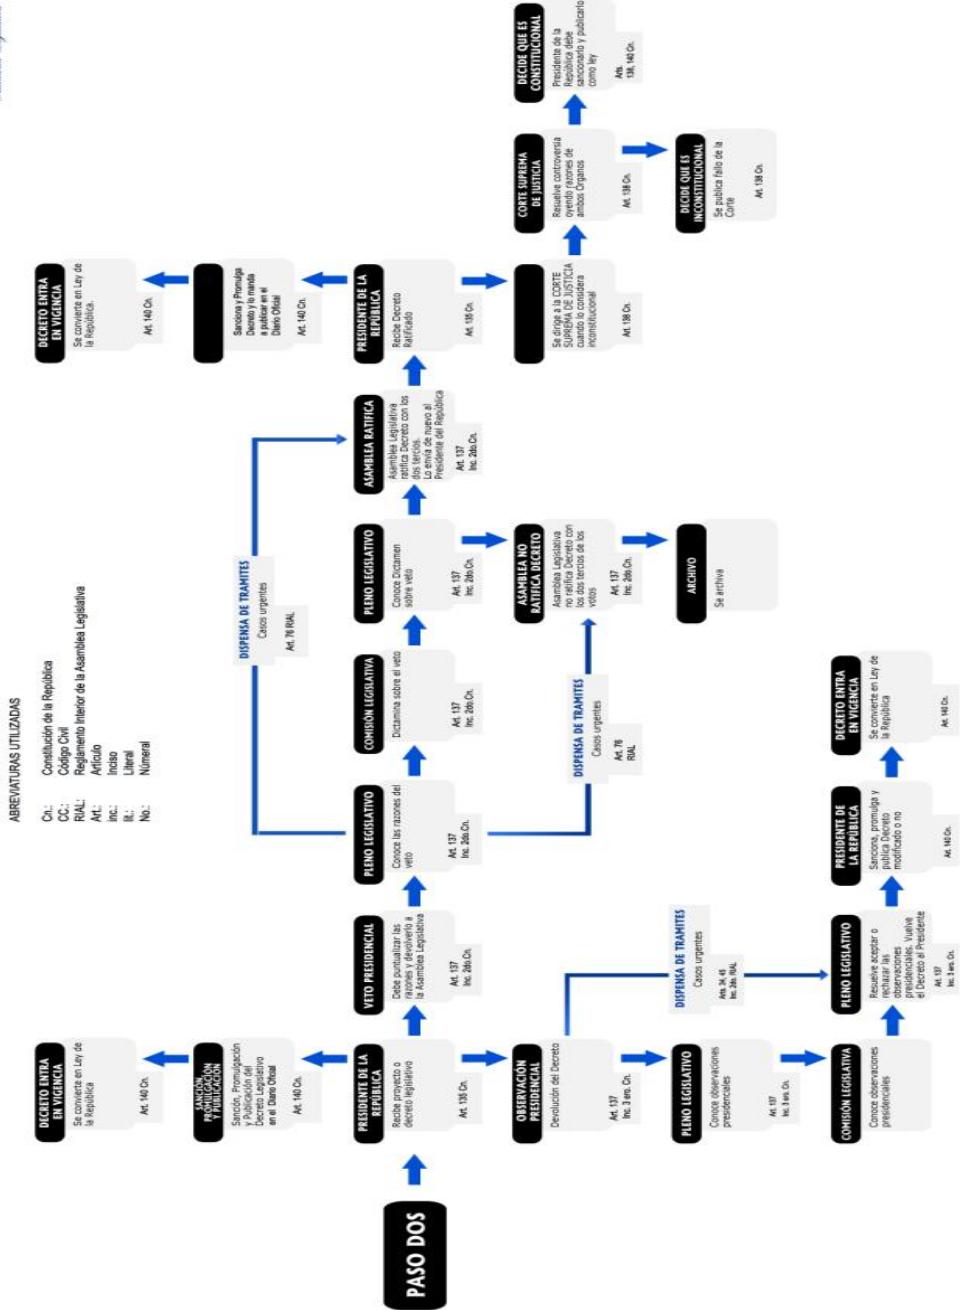 ABREVIATURAS UTILIZADAS
Cn.: Constitución de la República
CC.: Código Civil
RIAL: Reglamento Interior de la Asamblea Legislativa
Art.: Artículo
Inc.: Inciso
lit.: Literal
No.: Númeral
PASO DOS
DECRETO ENTRA
EN VIGENCIA
Se convierte en Ley de
la República
Art. 140 Cn.
SANCIÓN
PROMULGACIÓN
Y PUBLICACIÓN
Sanción, Promulgación
y Publicación del
Decreto Legislativo
en el Diario Oficial
Art. 140 Cn.
PRESIDENTE DE LA
REPÚBLICA
Recibe proyecto o
decreto legislativo
Art. 135 Cn.
OBSERVACIÓN
PRESIDENCIAL
Devolución del Decreto
Art. 137
Inc. 3 ero. Cn.
PLENO LEGISLATIVO
Conoce observaciones
presidenciales
Art. 137
Inc. 3 ero. Cn.
COMISIÓN LEGISLATIVA
Conoce observaciones
presidenciales
DISPENSA DE TRAMITES
Casos urgentes
Inc. 2do. RIAL
PLENO LEGISLATIVO
Resuelve aceptar o
rechazar las
observaciones
presidenciales. Vuelve
el Decreto al Presidente
Art. 137
Inc. 3 ero. Cn.
PRESIDENTE DE
LA REPÚBLICA
Sanciona, promulga y
publica Decreto
modificado o no
Art. 140 Cn.
DECRETO ENTRA
EN VIGENCIA
Se convierte en Ley de
la República
Art. 140 Cn.
VETO PRESIDENCIAL
Debe puntualizar las
razones y devolverlo a
la Asamblea Legislativa
Art. 137
Inc. 2do.Cn.
PLENO LEGISLATIVO
Conoce las razones del
veto
Art. 137
Inc. 2do.Cn.
DISPENSA DE TRAMITES
Casos urgentes
Art. 76 RIAL
DISPENSA DE TRAMITES
Casos urgentes
Art. 76
RIAL
COMISIÓN LEGISLATIVA
Dictamina sobre el veto
Art. 137
Inc. 2do.Cn.
PLENO LEGISLATIVO
Conoce Dictamen
sobre veto
Art. 137
Inc. 2do.Cn.
ASAMBLEA NO
RATIFICA DECRETO
Asamblea Legislativa
no ratifica Decreto con
los dos tercios de los
votos
Art. 137
Inc. 2do.Cn.
ARCHIVO
Se archiva
ASAMBLEA RATIFICA
Asamblea Legislativa
ratifica Decreto con los
dos tercios.
Lo envia de nuevo al
Presidente del República
Art. 137
Inc. 2do.Cn.
PRESIDENTE DE LA
REPÚBLICA
Recibe Decreto
Ratificado
Art. 135 Cn.
Sanciona y Promulga
Decreto y lo manda
a publicar en el
Diario Oficial
Art. 140 Cn.
DECRETO ENTRA
EN VIGENCIA
Se convierte en Ley de
la República.
Art. 140 Cn.
Se dirige a la CORTE
SUPREMA DE JUSTICIA
cuando lo considera
inconstitucional
Art. 138 Cn.
CORTE SUPREMA
DE JUSTICIA
Resuelve controversia
oyendo razones de
ambos Organos
Art. 138 Cn.
DECIDE QUE ES
CONSTITUCIONAL
Presidente de la
República debe
sancionarlo y publicarlo
como ley
Arts.
138, 140 Cn.
DECIDE QUE ES
INCONSTITUCIONAL
Se publica fallo de la
Corte
Art. 138 Cn.